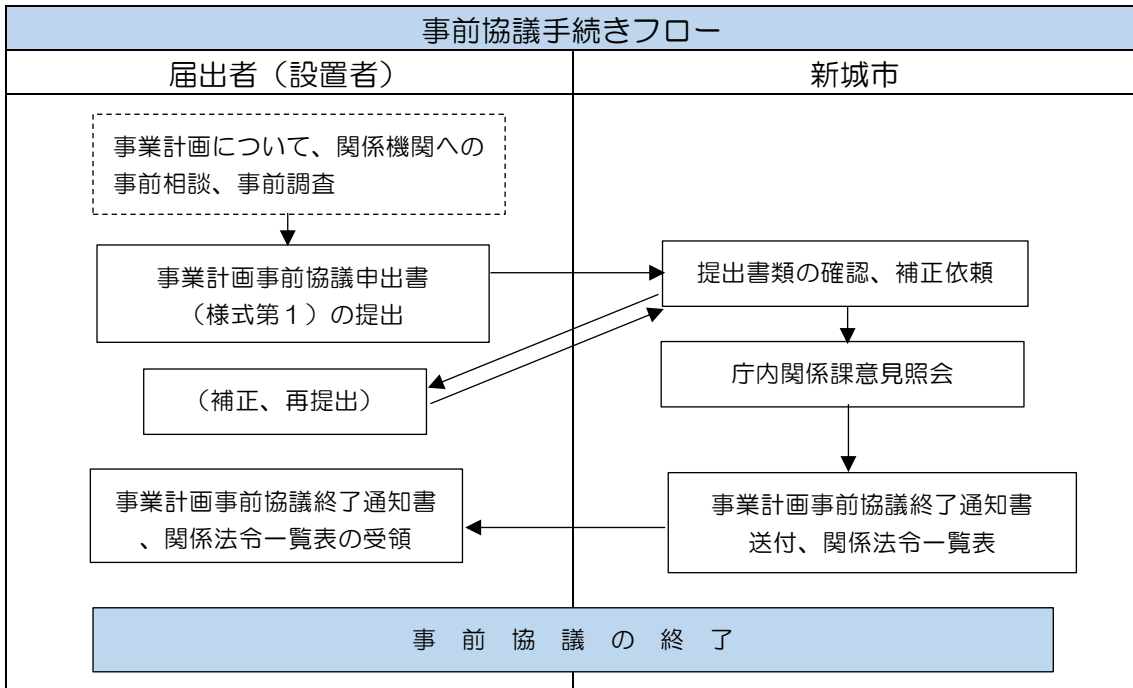 事前協議手続きフロー
届出者（設置者）
新城市
事業計画について、関係機関への
事前相談、事前調査
事業計画事前協議申出書
（様式第１）の提出
提出書類の確認、補正依頼
庁内関係課意見照会
（補正、再提出）
事業計画事前協議終了通知書
、関係法令一覧表の受領
事業計画事前協議終了通知書
送付、関係法令一覧表
事　前　協　議　の　終　了